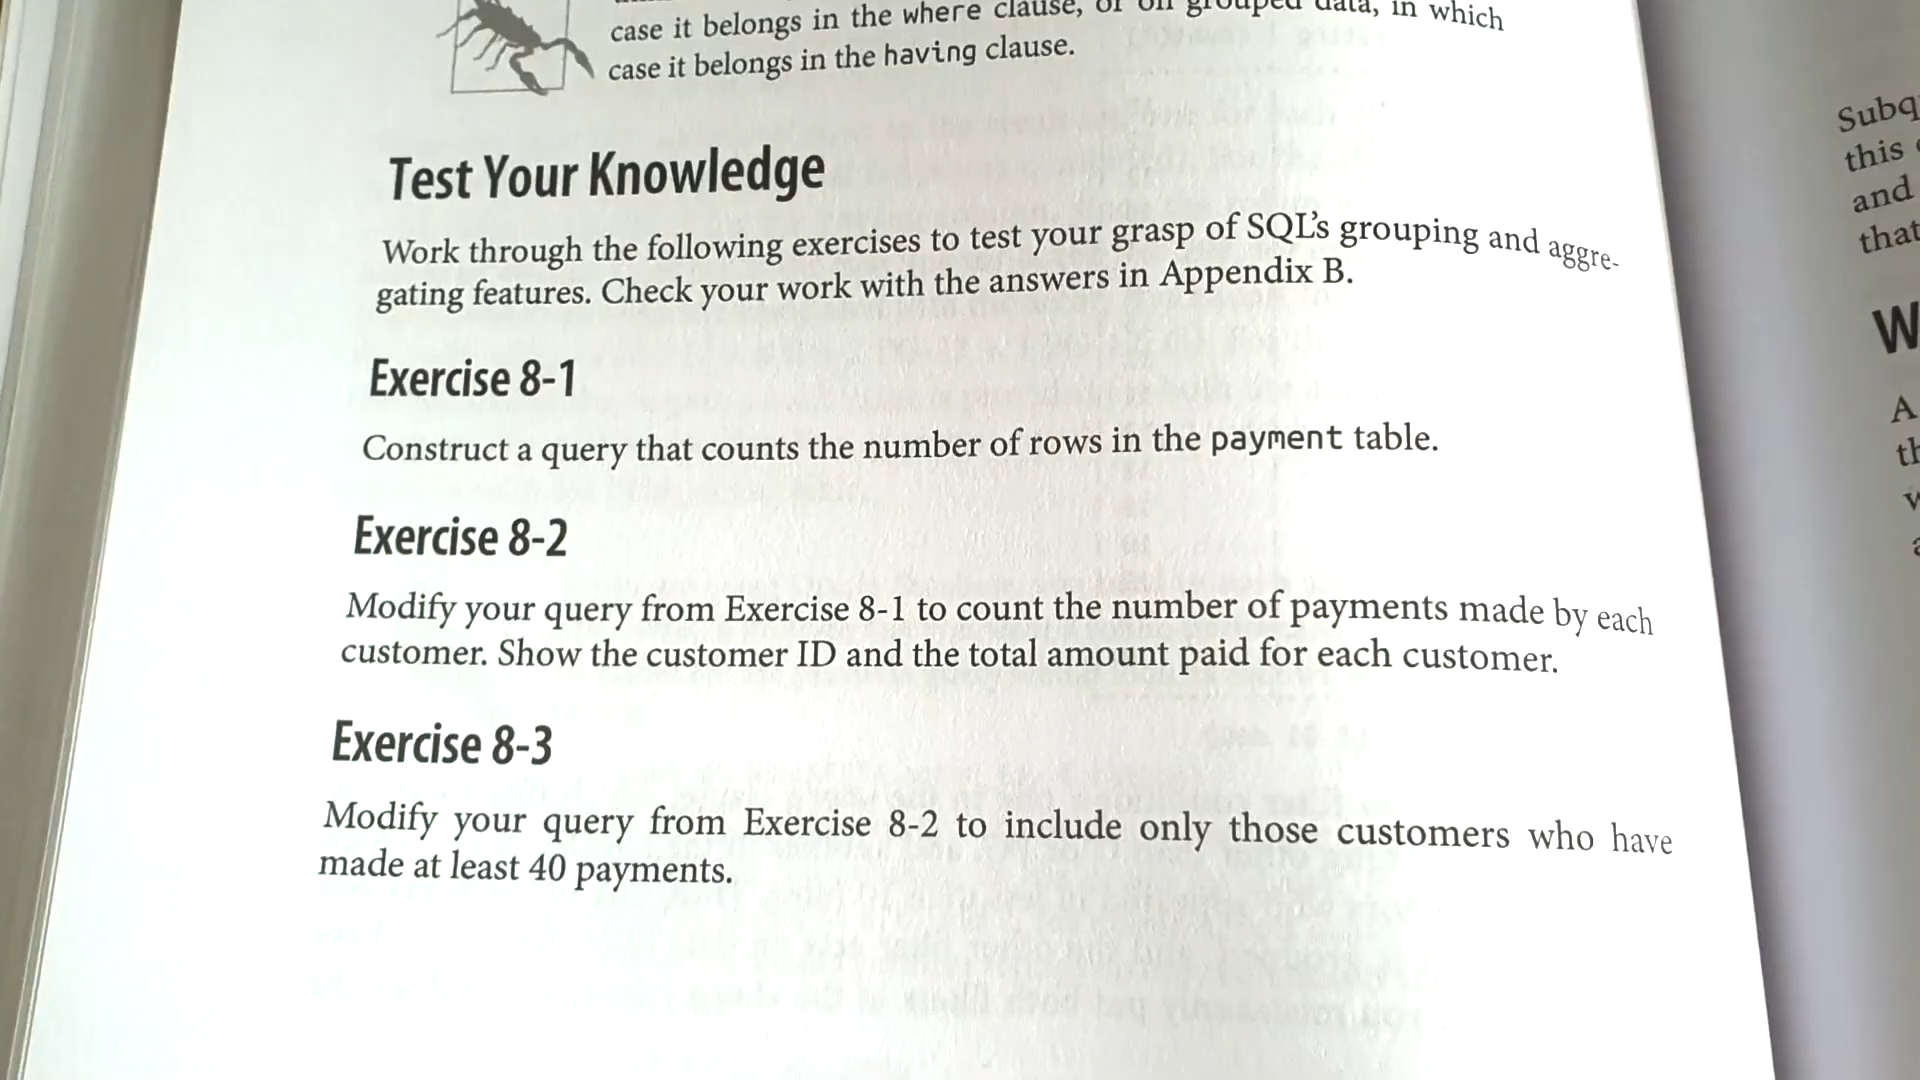 case it belongs in the where clause, or on grouped data, in which
case it belongs in the having clause.
Test Your Knowledge
Work through the following exercises to test your grasp of SQL's grouping and aggre-
gating features. Check your work with the answers in Appendix B.
Exercise 8-1
Construct a query that counts the number of rows in the payment table.
Exercise 8-2
Modify your query from Exercise 8-1 to count the number of payments made by each
customer. Show the customer ID and the total amount paid for each customer.
Exercise 8-3
Modify your query from Exercise 8-2 to include only those customers who have
made at least 40 payments.
Subq
this
and
that
W
A
th
w
a